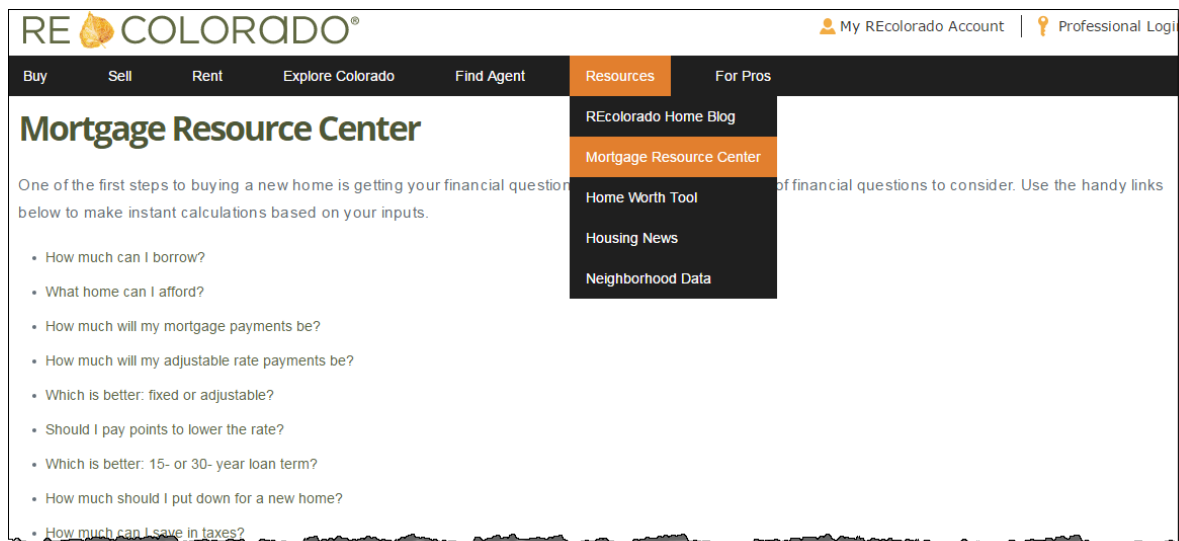 RE COLORADO®
My REcolorado Account | Professional Login
Buy Sell Rent Explore Colorado Find Agent Resources For Pros
REcolorado Home Blog
Mortgage Resource Center
Home Worth Tool
Housing News
Neighborhood Data
Mortgage Resource Center
One of the first steps to buying a new home is getting your financial question of financial questions to consider. Use the handy links
below to make instant calculations based on your inputs.
• How much can I borrow?
• What home can I afford?
• How much will my mortgage payments be?
• How much will my adjustable rate payments be?
• Which is better: fixed or adjustable?
• Should I pay points to lower the rate?
• Which is better: 15- or 30- year loan term?
• How much should I put down for a new home?
• How much can I save in taxes?